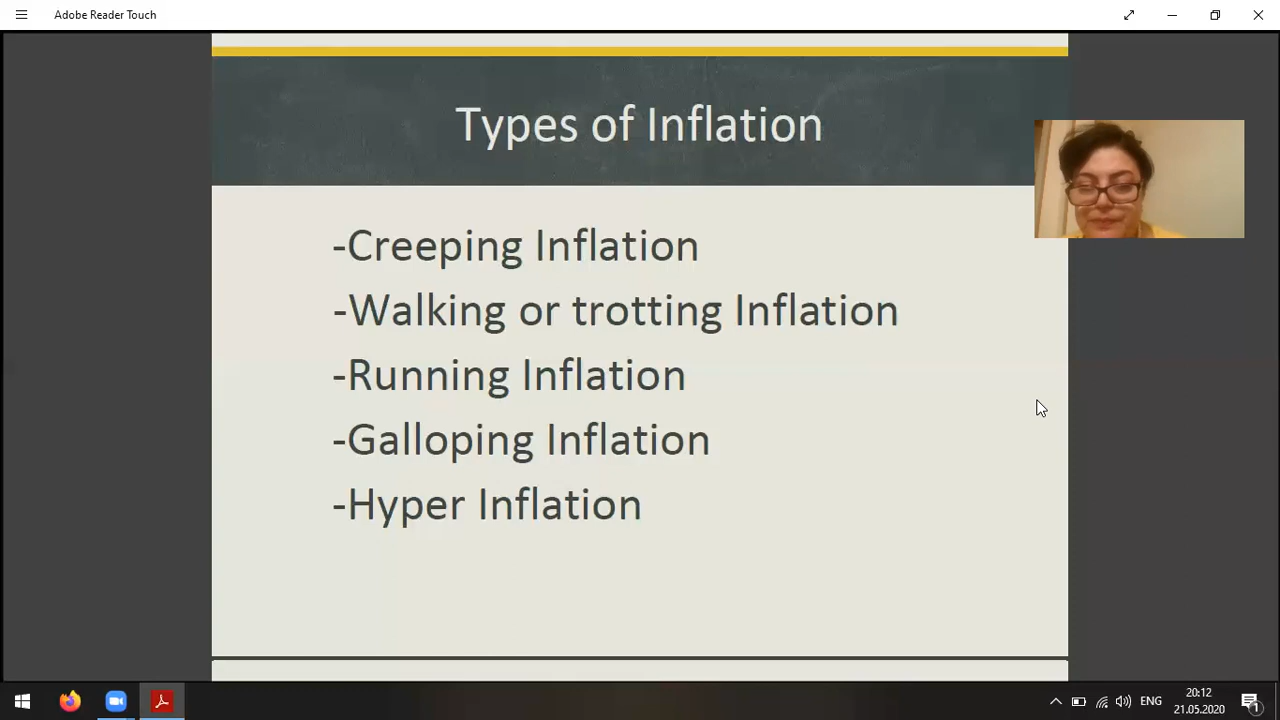 Adobe Reader Touch
Types of Inflation
-Creeping Inflation
-Walking or trotting Inflation
-Running Inflation
-Galloping Inflation
-Hyper Inflation
ENG
20:12
21.05.2020
1